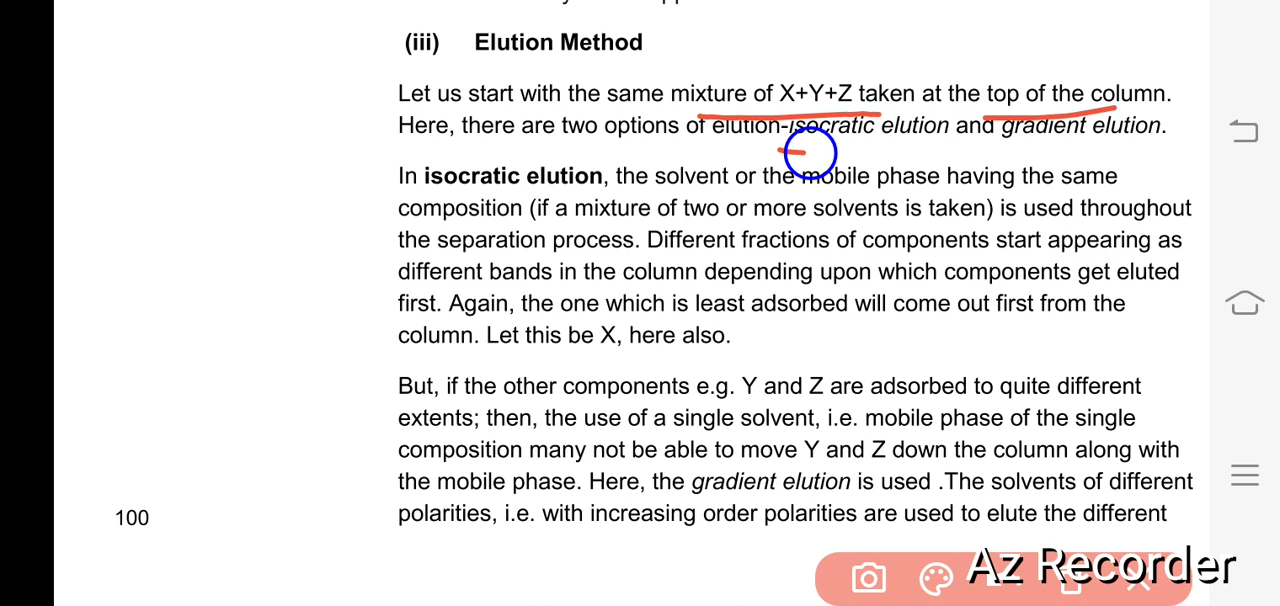 (iii) Elution Method
Let us start with the same mixture of X+Y+Z taken at the top of the column.
Here, there are two options of elution-isocratic elution and gradient elution.
In isocratic elution, the solvent or the mobile phase having the same
composition (if a mixture of two or more solvents is taken) is used throughout
the separation process. Different fractions of components start appearing as
different bands in the column depending upon which components get eluted
first. Again, the one which is least adsorbed will come out first from the
column. Let this be X, here also.
But, if the other components e.g. Y and Z are adsorbed to quite different
extents; then, the use of a single solvent, i.e. mobile phase of the single
composition many not be able to move Y and Z down the column along with
the mobile phase. Here, the gradient elution is used .The solvents of different
polarities, i.e. with increasing order polarities are used to elute the different
100
Az Recorder